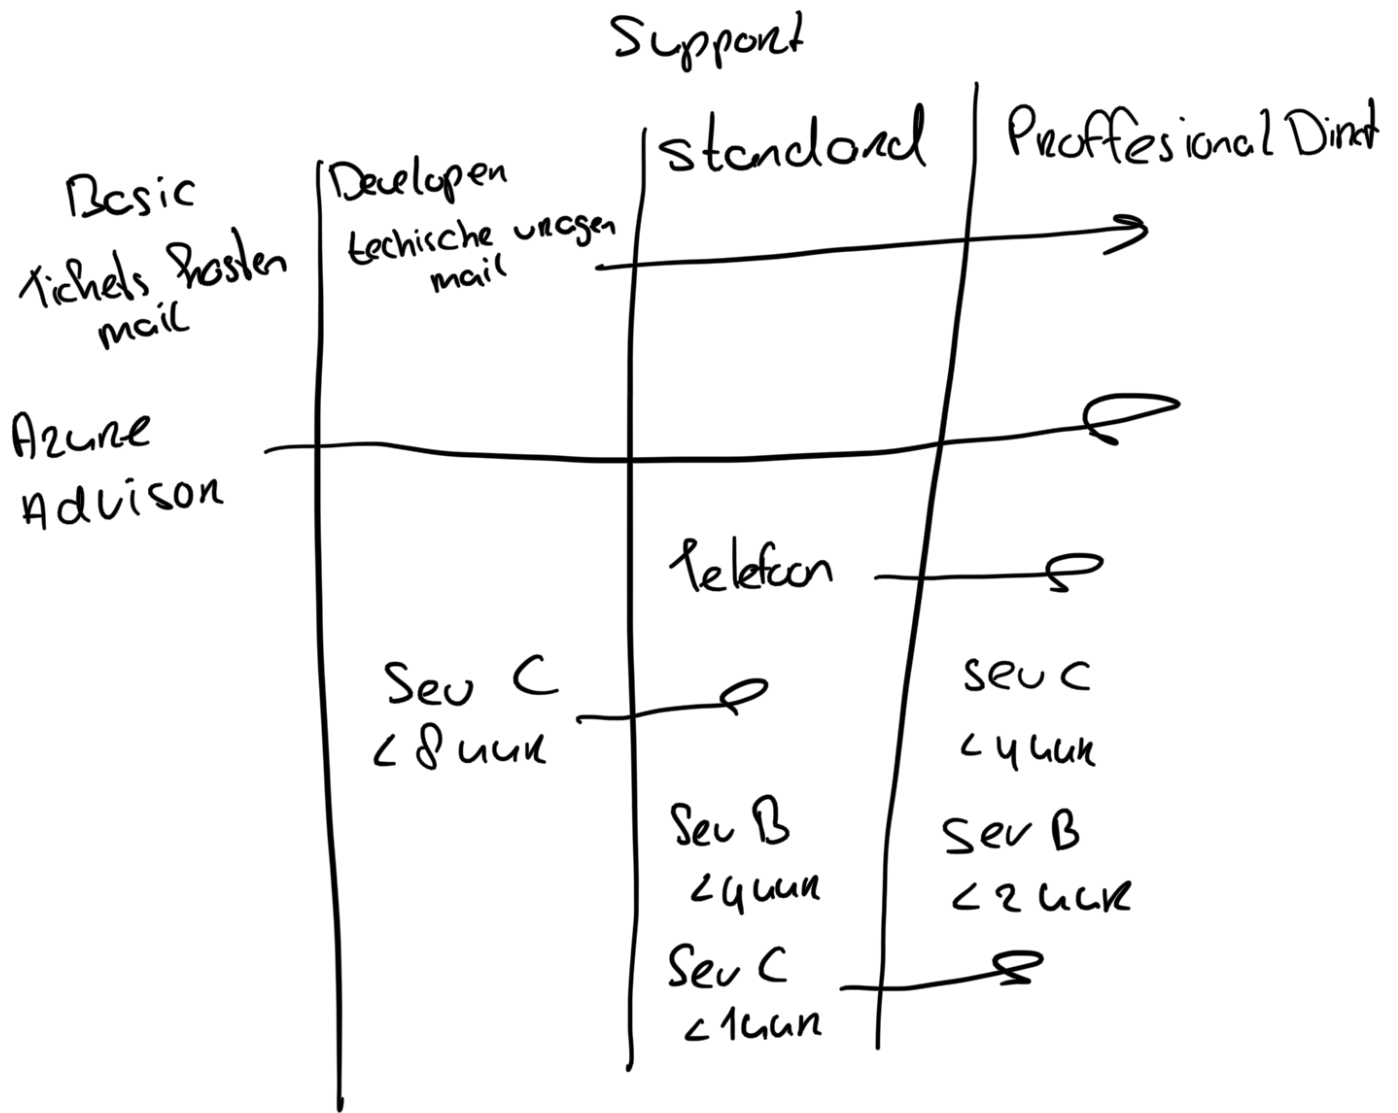 Support
Basic
Tickets kosten
mail
Azure
Advisor
Developer
techische vragen
mail
Sev C
< 8 uur
standard
Telefoon
Sev B
< 4 uur
Sev C
< 1 uur
Proffesional Direct
sev C
< 4 uur
Sev B
< 2 uur